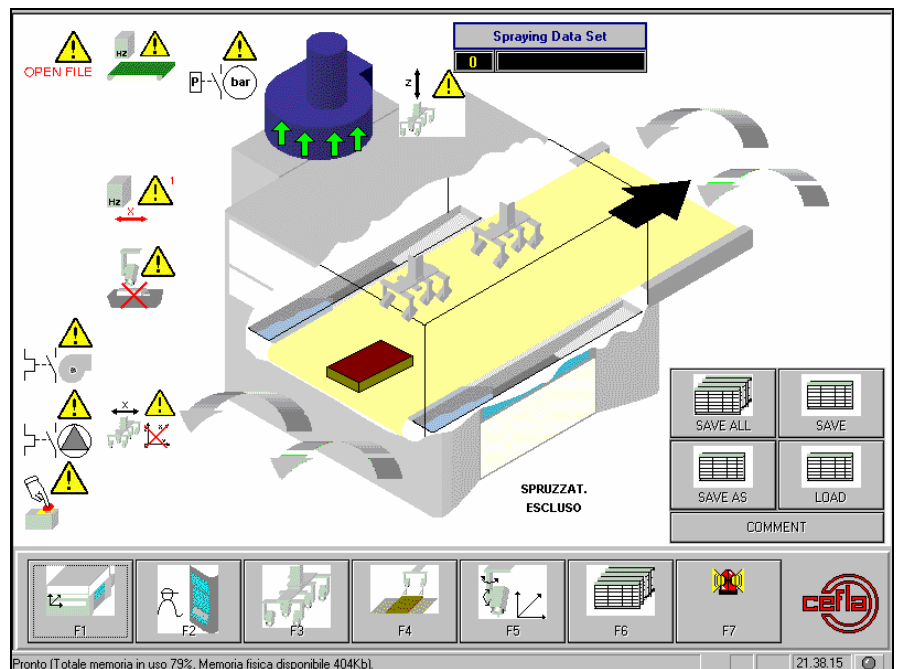 Spraying Data Set
0
OPEN FILE
HZ
P
bar
z
HZ
1
x
x
SPRUZZAT.
ESCLUSO
SAVE ALL
SAVE
SAVE AS
LOAD
COMMENT
F1
F2
F3
F4
F5
F6
F7
cefla
Pronto (Totale memoria in uso 79%, Memoria fisica disponibile 404Kb).
21.38.15